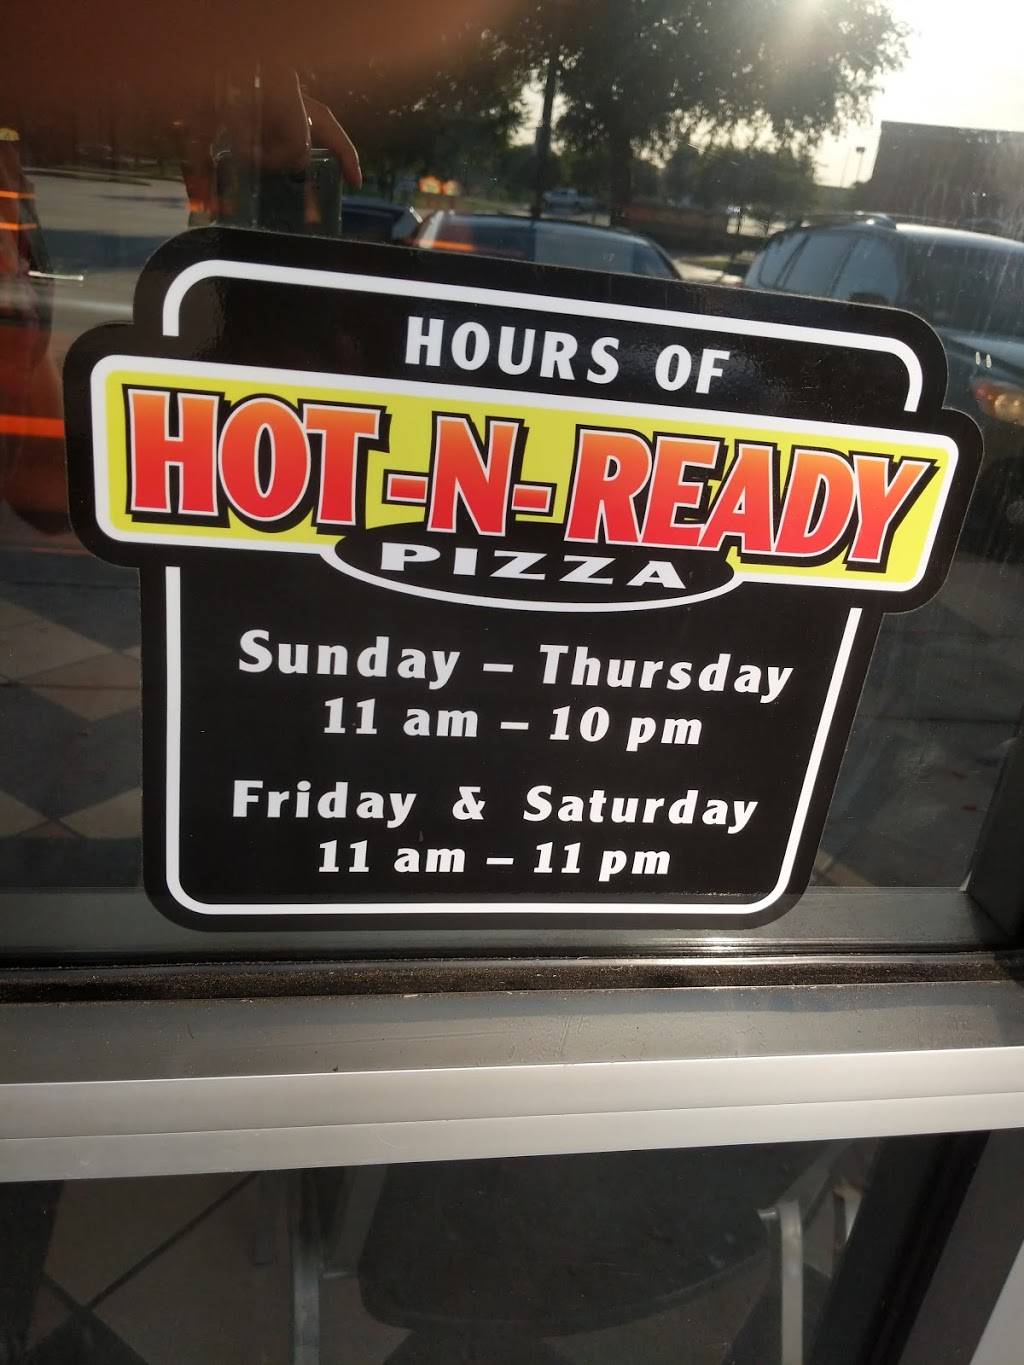 HOURS OF
HOT-N-READY
PIZZA
Sunday – Thursday
11 am – 10 pm
Friday & Saturday
11 am – 11 pm